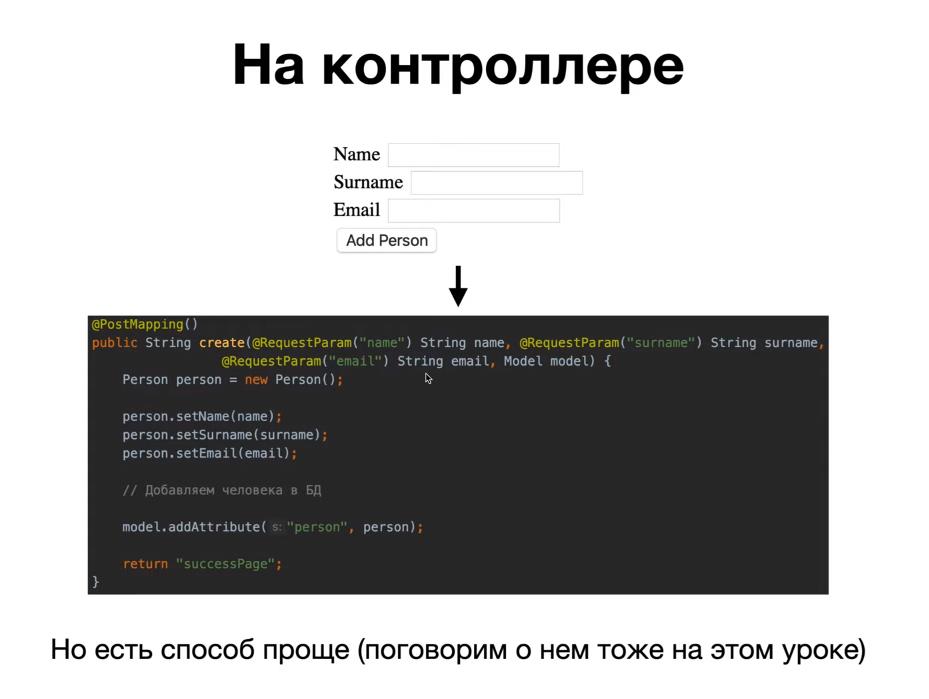 На контроллере
Name
Surname
Email
Add Person
@PostMapping()
public String create(@RequestParam("name") String name, @RequestParam("surname") String surname,
@RequestParam("email") String email, Model model) {
Person person = new Person();
person.setName(name);
person.setSurname(surname);
person.setEmail(email);
// Добавляем человека в БД
model.addAttribute( s: "person", person);
return "successPage";
}
Но есть способ проще (поговорим о нем тоже на этом уроке)